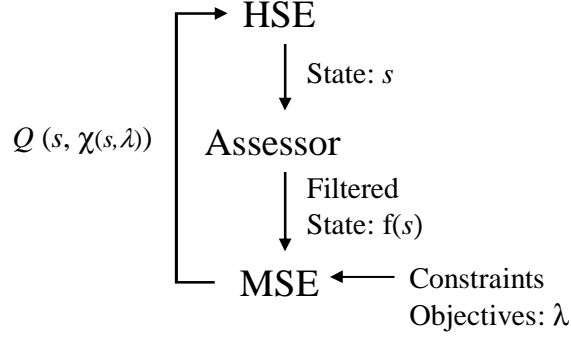 HSE
State: s
Q (s, χ(s,λ))
Assessor
Filtered
State: f(s)
MSE
Constraints
Objectives: λ